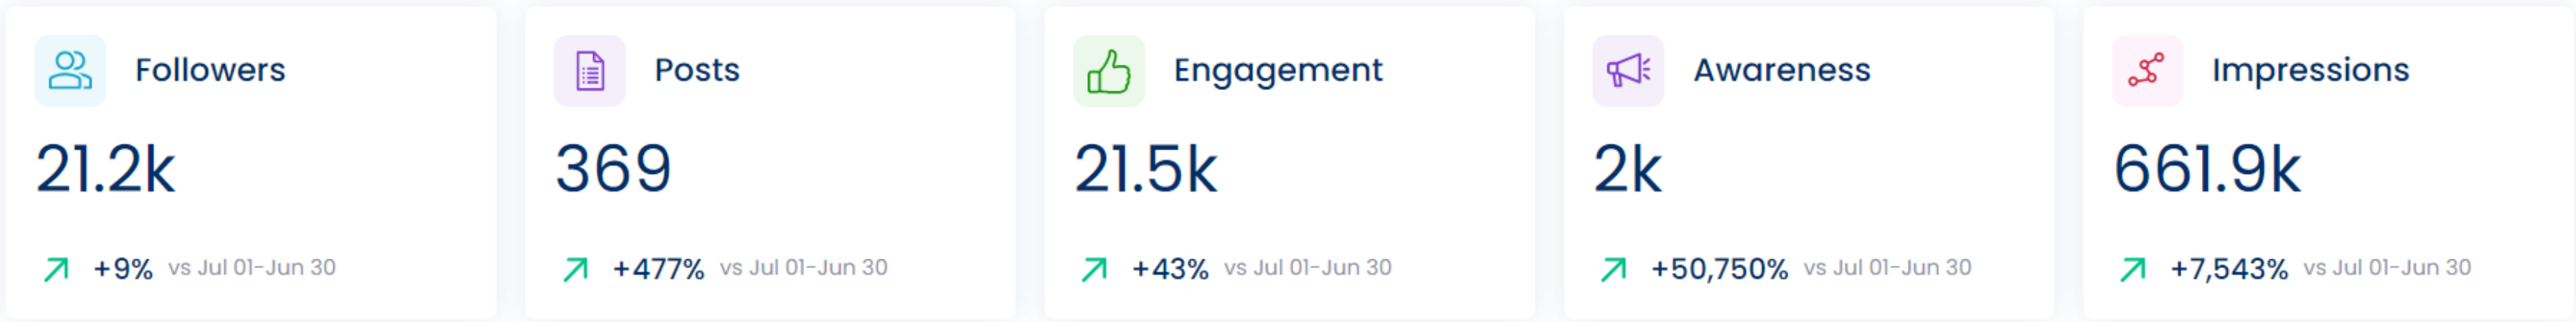 Followers
21.2k
+9% vs Jul 01-Jun 30
Posts
369
+477% vs Jul 01-Jun 30
Engagement
21.5k
+43% vs Jul 01-Jun 30
Awareness
2k
+50,750% vs Jul 01-Jun 30
Impressions
661.9k
+7,543% vs Jul 01-Jun 30